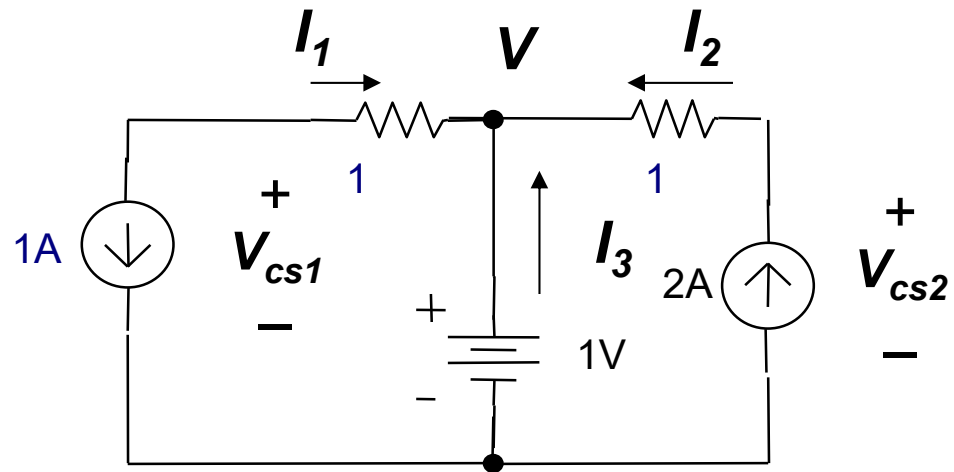 I1 V I2
1 1
1A + Vcs1 −
I3
+ 1V −
2A
+ Vcs2 −